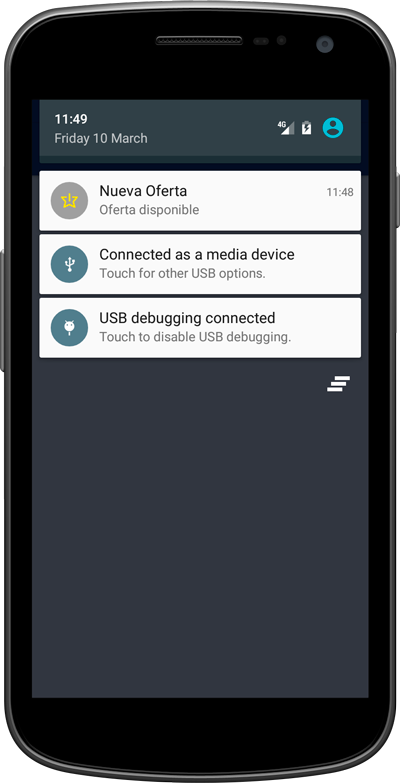 11:49
4G
Friday 10 March
Nueva Oferta
11:48
Oferta disponible
Connected as a media device
Touch for other USB options.
USB debugging connected
Touch to disable USB debugging.